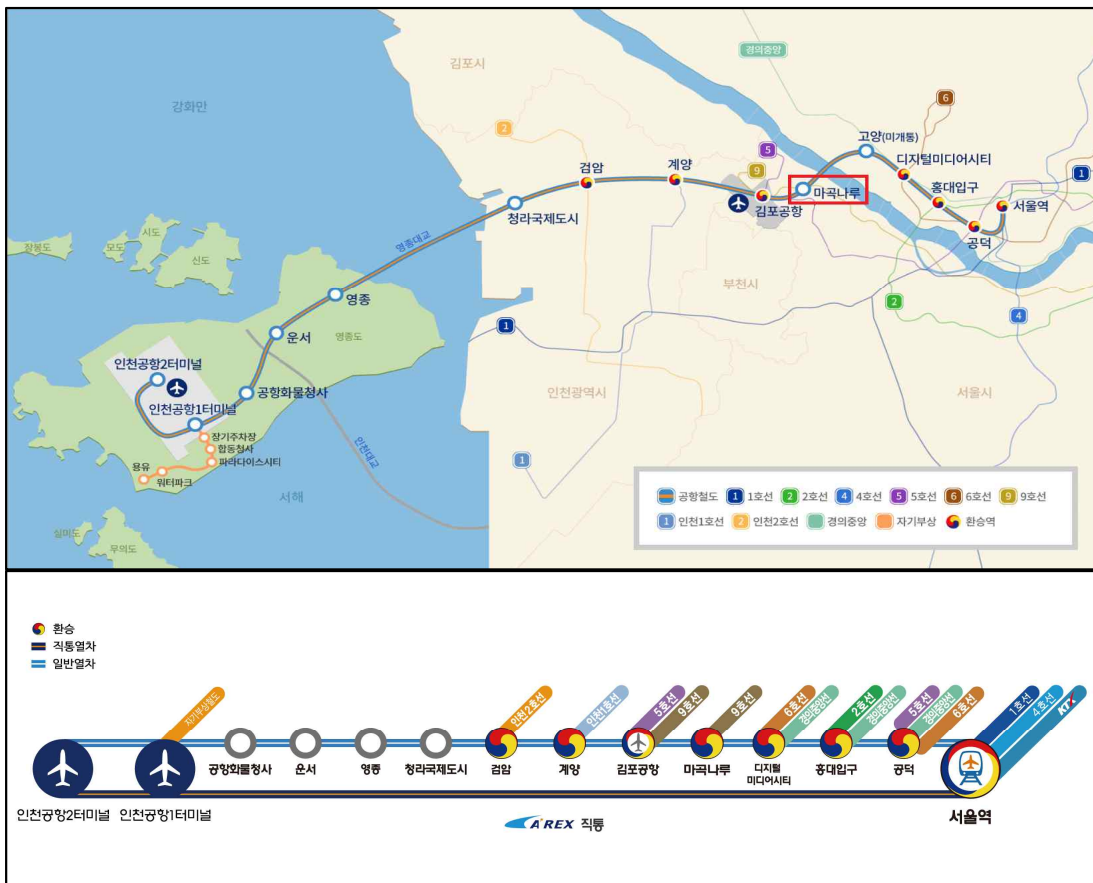 경의중앙
김포시
강화만
6
고양(미개통)
5
2
디지털미디어시티
1
계양
9
검암
홍대입구
마곡나루
서울역
김포공항
청라국제도시
공덕
영종대교
장봉도
모도
시도
신도
부천시
영종
2
4
1
운서
영종도
인천공항2터미널
공항화물청사
인천광역시
서울시
인천공항1터미널
장기주차장
합동청사
파라다이스시티
용유
워터파크
인천대교
1
서해
공항철도 1 1호선 2 2호선 4 4호선 5 5호선 6 6호선 9 9호선
1 인천1호선 2 인천2호선 경의중앙 자기부상 환승역
실미도
무의도
환승
직통열차
일반열차
자기부상철도
인천2호선
인천1호선
5호선
9호선
9호선
6호선
경의중앙선
2호선
경의중앙선
5호선
경의중앙선
6호선
1호선
4호선
KTX
공항화물청사
운서
영종
청라국제도시
검암
계양
김포공항
마곡나루
디지털
미디어시티
홍대입구
공덕
인천공항2터미널
인천공항1터미널
서울역
A'REX 직통